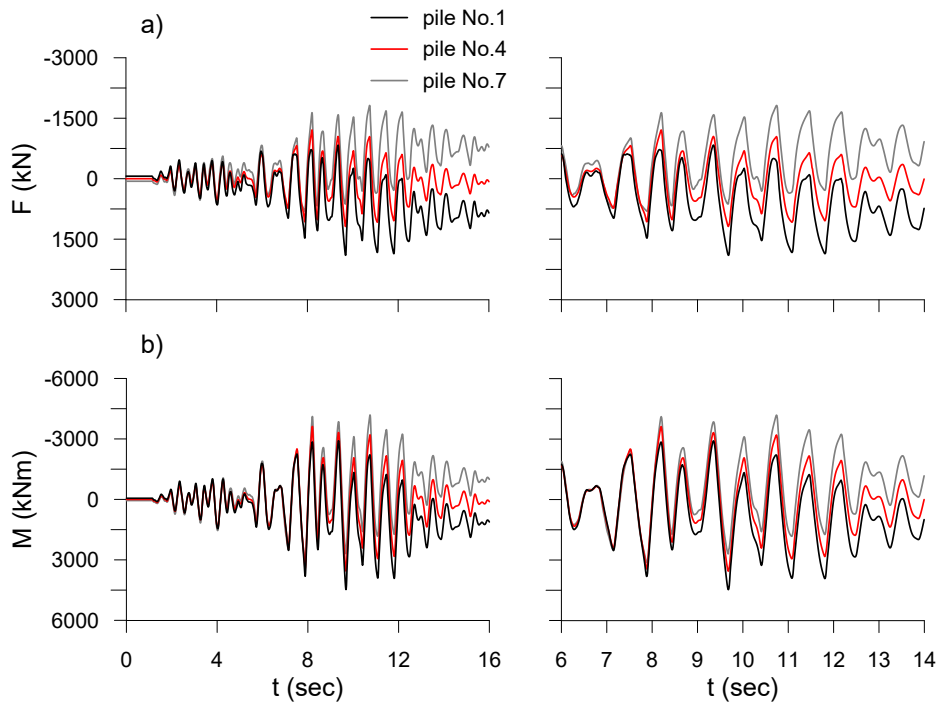 a)
pile No.1
pile No.4
pile No.7
-3000
-1500
0
1500
3000
F (kN)
b)
-6000
-3000
0
3000
6000
M (kNm)
0 4 8 12 16
t (sec)
6 7 8 9 10 11 12 13 14
t (sec)